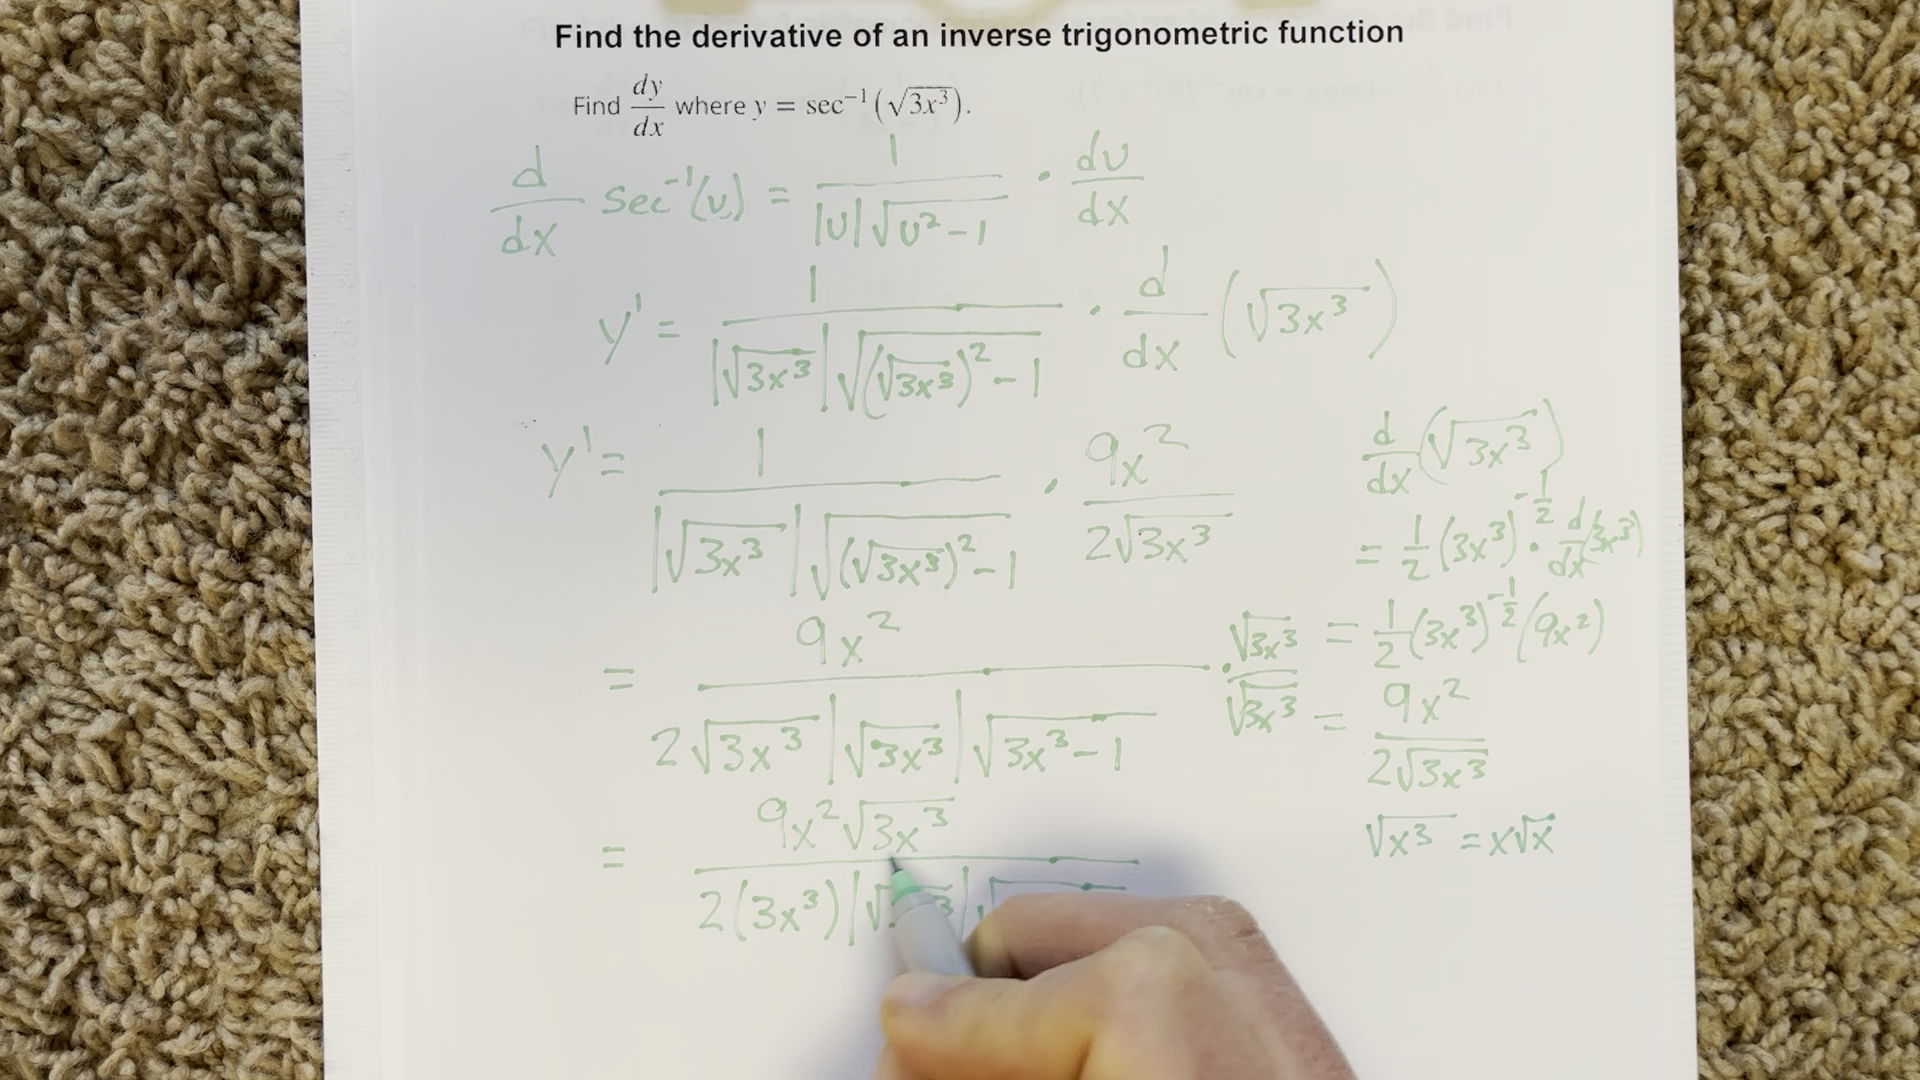 Find the derivative of an inverse trigonometric function
Find dy/dx where y = sec⁻¹(√(3x³)).
d/dx sec⁻¹(u) = 1/(|u|√(u²-1)) · du/dx
y' = 1/(|√(3x³)|√((√(3x³))²-1)) · d/dx (√(3x³))
y' = 1/(|√(3x³)|√((√(3x³))²-1)) · 9x²/(2√(3x³))
= 9x²/(2√(3x³)|√(3x³)|√(3x³-1)) · √(3x³)/√(3x³)
= 9x²√(3x³)/(2(3x³)|√
d/dx(√(3x³))
= 1/2(3x³)^(-1/2) · d/dx(3x³)
= 1/2(3x³)^(-1/2)(9x²)
= 9x²/(2√(3x³))
√(x³) = x√x